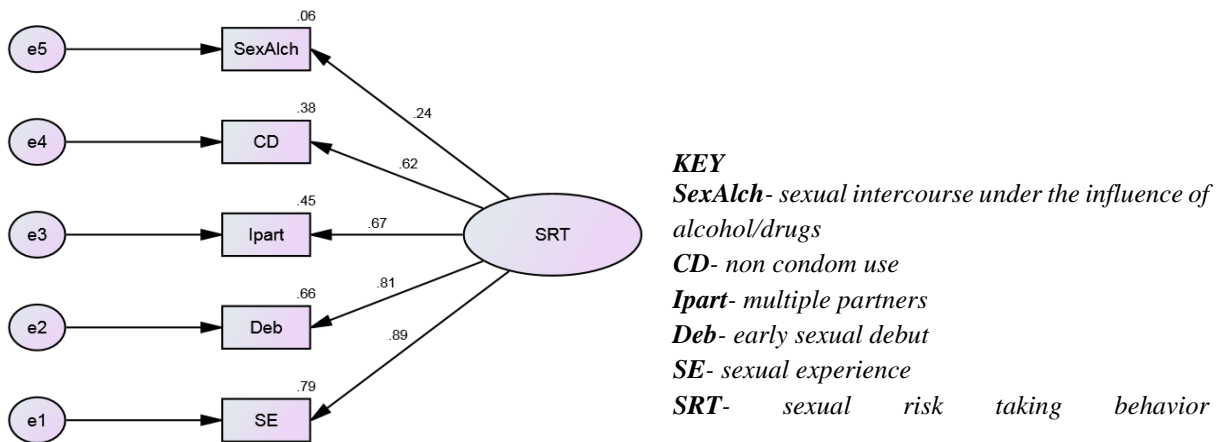 .06
e5 SexAlch
.24
.38
e4 CD
.62
.45
e3 Ipart .67 SRT
.66
.81
e2 Deb
.89
.79
e1 SE
KEY
SexAlch- sexual intercourse under the influence of
alcohol/drugs
CD- non condom use
Ipart- multiple partners
Deb- early sexual debut
SE- sexual experience
SRT- sexual risk taking behavior